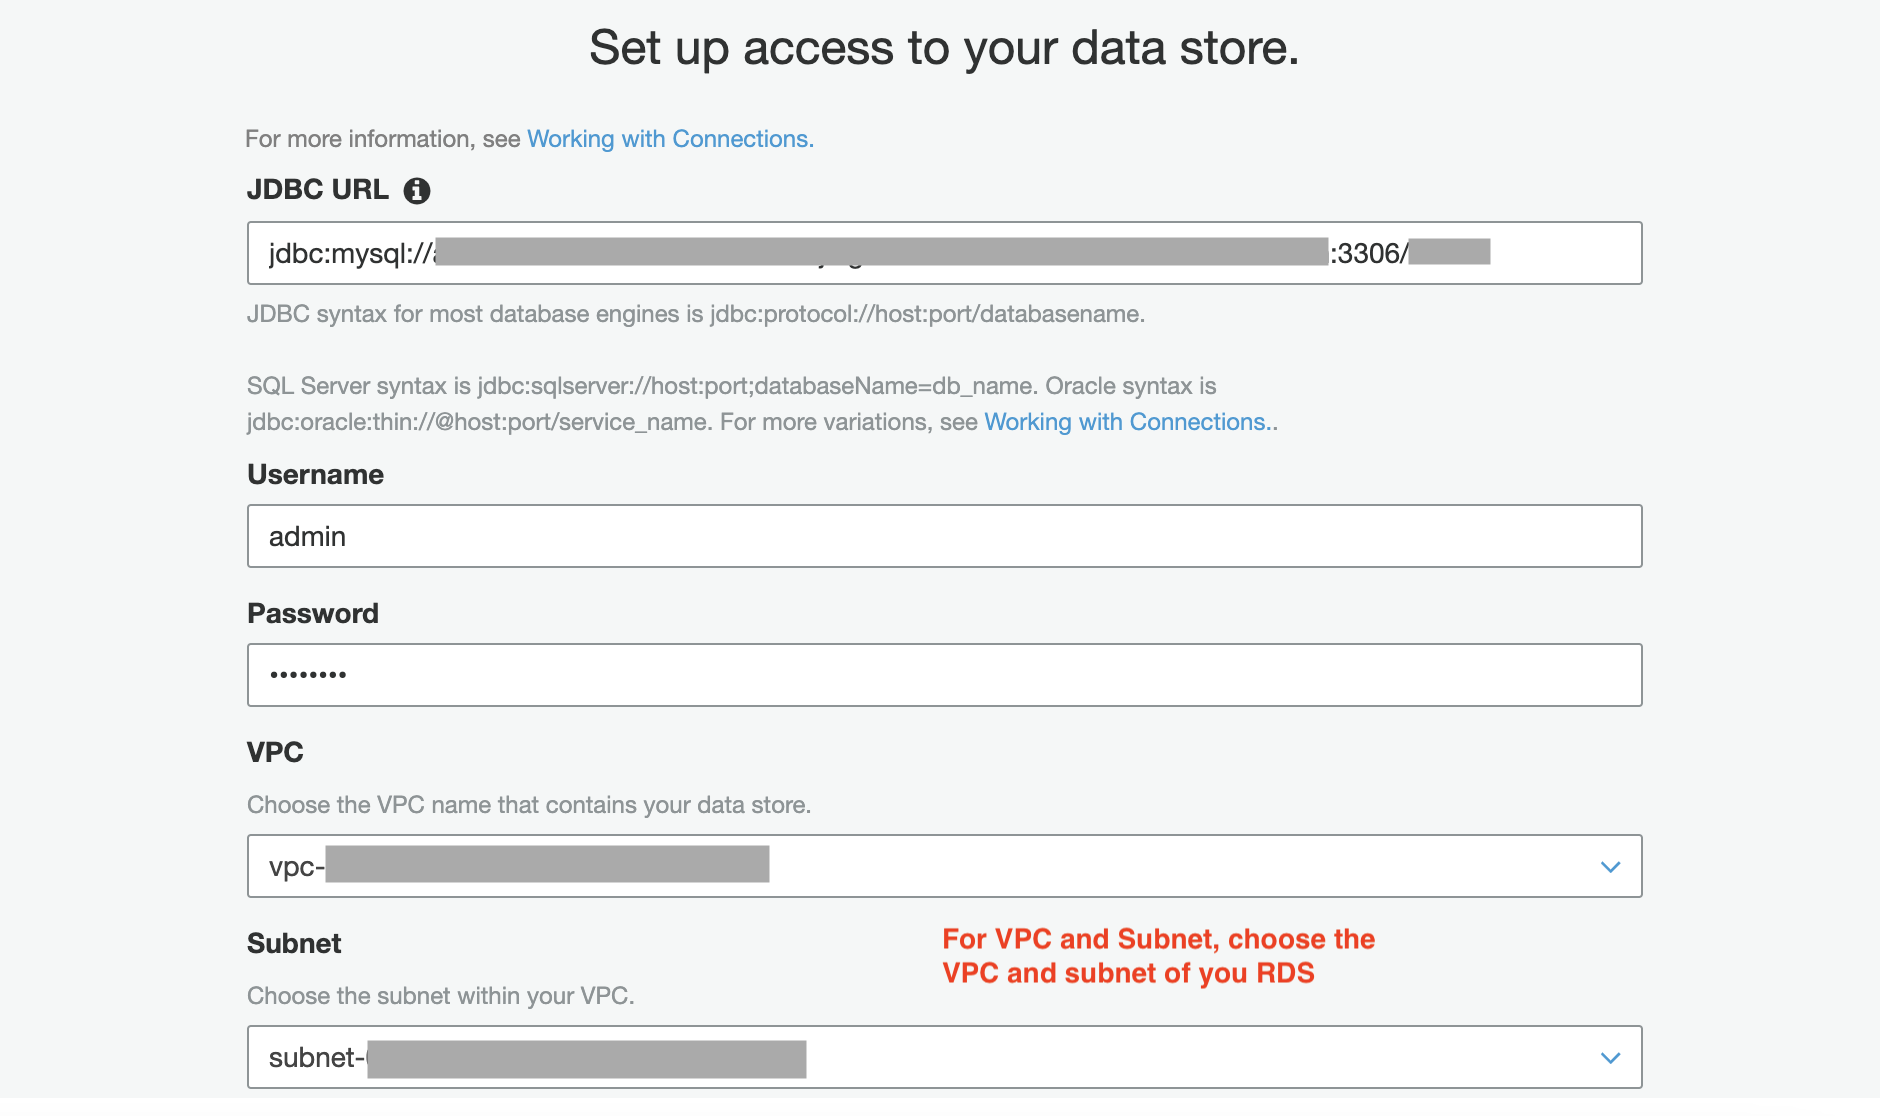 Set up access to your data store.
For more information, see Working with Connections.
JDBC URL
jdbc:mysql:// :3306/
JDBC syntax for most database engines is jdbc:protocol://host:port/databasename.
SQL Server syntax is jdbc:sqlserver://host:port;databaseName=db_name. Oracle syntax is
jdbc:oracle:thin://@host:port/service_name. For more variations, see Working with Connections..
Username
admin
Password
••••••••
VPC
Choose the VPC name that contains your data store.
vpc-
Subnet
For VPC and Subnet, choose the
VPC and subnet of you RDS
Choose the subnet within your VPC.
subnet-